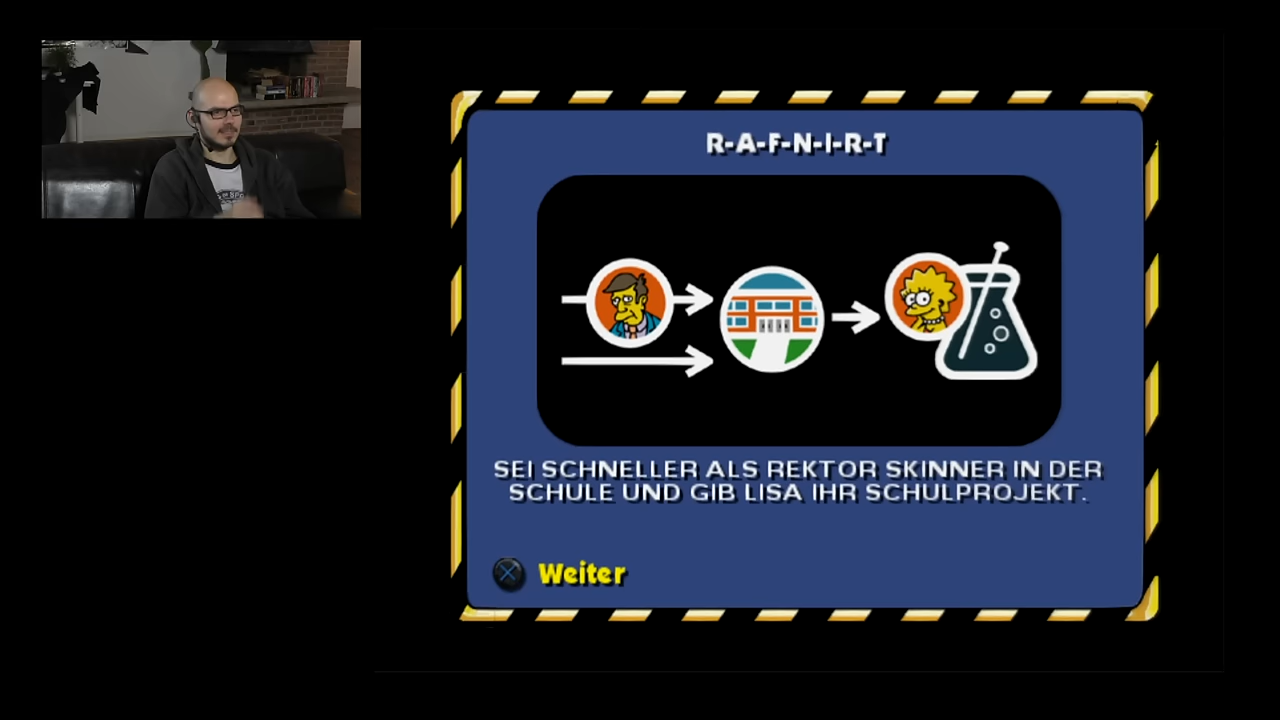 R-A-F-N-I-R-T
SEI SCHNELLER ALS REKTOR SKINNER IN DER
SCHULE UND GIB LISA IHR SCHULPROJEKT.
Weiter